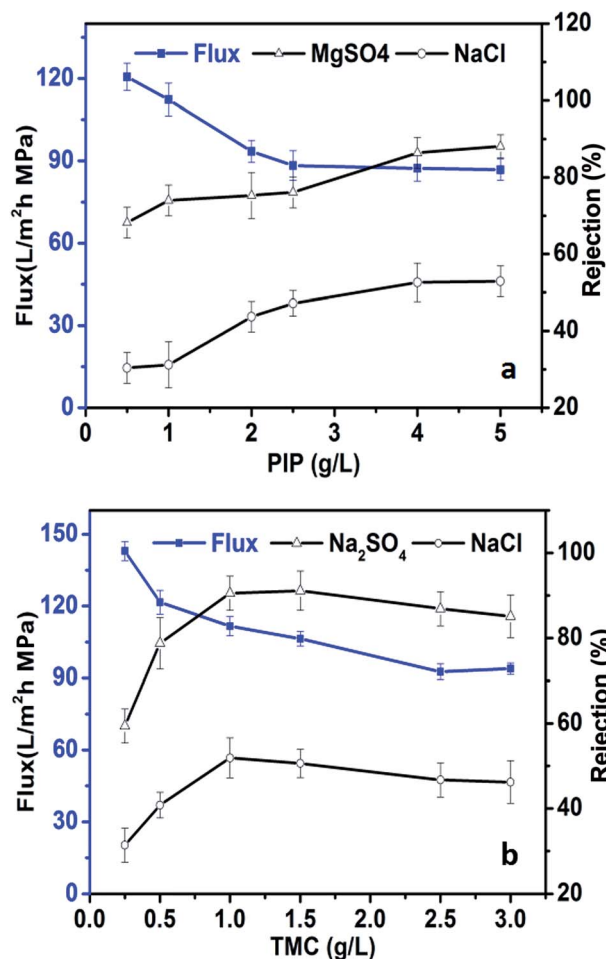 Flux MgSO4 NaCl
120
90
60
30
0
Flux(L/m²h MPa)
120
100
80
60
40
20
Rejection (%)
a
0 1 2 3 4 5
PIP (g/L)
Flux Na₂SO₄ NaCl
150
120
90
60
30
0
Flux(L/m²h MPa)
100
80
60
40
20
Rejection (%)
b
0.0 0.5 1.0 1.5 2.0 2.5 3.0
TMC (g/L)